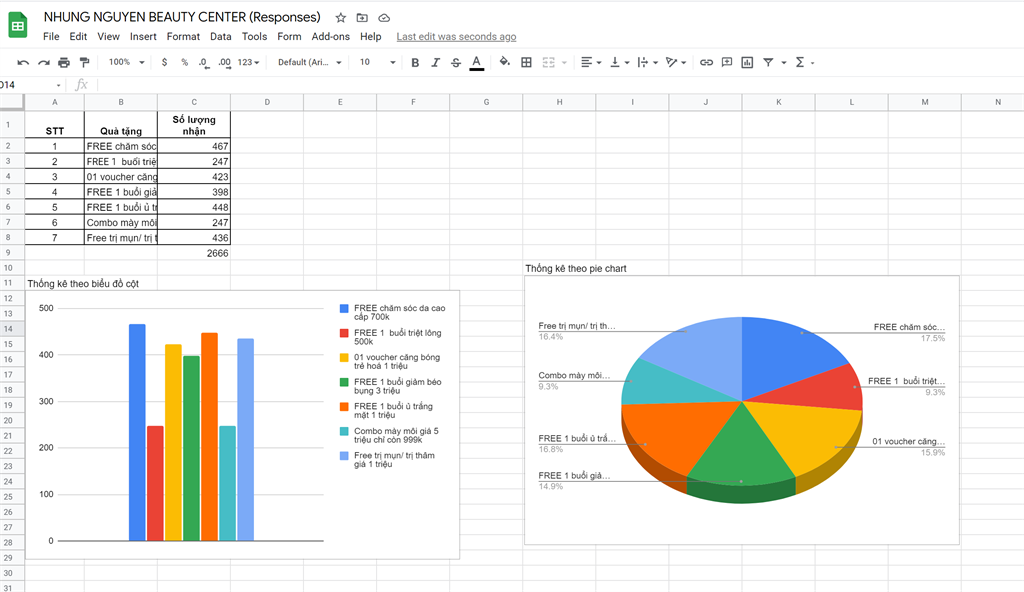 NHUNG NGUYEN BEAUTY CENTER (Responses)
File Edit View Insert Format Data Tools Form Add-ons Help Last edit was seconds ago
100% $ % .0 .00 123 Default (Ari... 10 B I S A
D14 fx
A B C D E F G H I J K L M N
1 STT Quà tặng Số lượng
nhận
2 1 FREE chăm sóc 467
3 2 FREE 1 buổi triệ 247
4 3 01 voucher căng 423
5 4 FREE 1 buổi giả 398
6 5 FREE 1 buổi ủ tr 448
7 6 Combo mày môi 247
8 7 Free trị mụn/ trị t 436
9 2666
10 Thống kê theo pie chart
11 Thống kê theo biểu đồ cột
12
13
14
15
16
17
18
19
20
21
22
23
24
25
26
27
28
29
30
31
500
400
300
200
100
0
FREE chăm sóc da cao
cấp 700k
FREE 1 buổi triệt lông
500k
01 voucher căng bóng
trẻ hoá 1 triệu
FREE 1 buổi giảm béo
bụng 3 triệu
FREE 1 buổi ủ trắng
mặt 1 triệu
Combo mày môi giá 5
triệu chỉ còn 999k
Free trị mụn/ trị thâm
giá 1 triệu
Free trị mụn/ trị th...
16.4%
Combo mày môi...
9.3%
FREE 1 buổi ủ trắ...
16.8%
FREE 1 buổi giả...
14.9%
FREE chăm sóc...
17.5%
FREE 1 buổi triệt...
9.3%
01 voucher căng...
15.9%